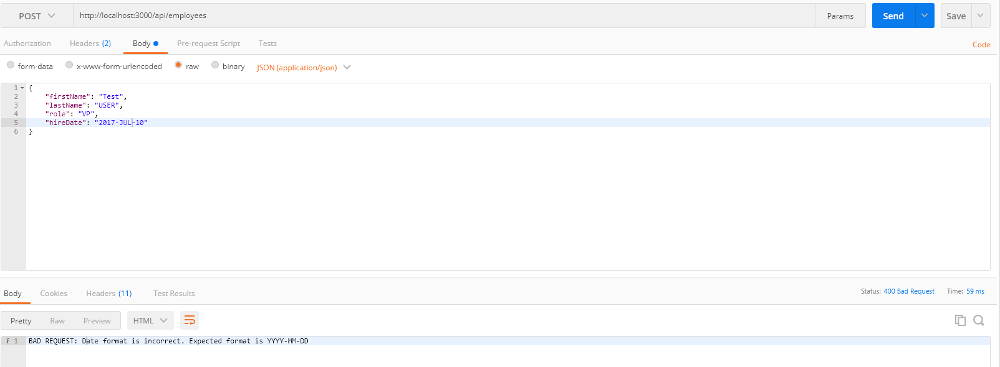 POST http://localhost:3000/api/employees Params Send Save
Authorization Headers (2) Body Pre-request Script Tests Code
form-data x-www-form-urlencoded raw binary JSON (application/json)
1 {
2 "firstName": "Test",
3 "lastName": "USER",
4 "role": "VP",
5 "hireDate": "2017-JUL-10"
6 }
Body Cookies Headers (11) Test Results Status: 400 Bad Request Time: 59 ms
Pretty Raw Preview HTML
i 1 BAD REQUEST: Date format is incorrect. Expected format is YYYY-MM-DD